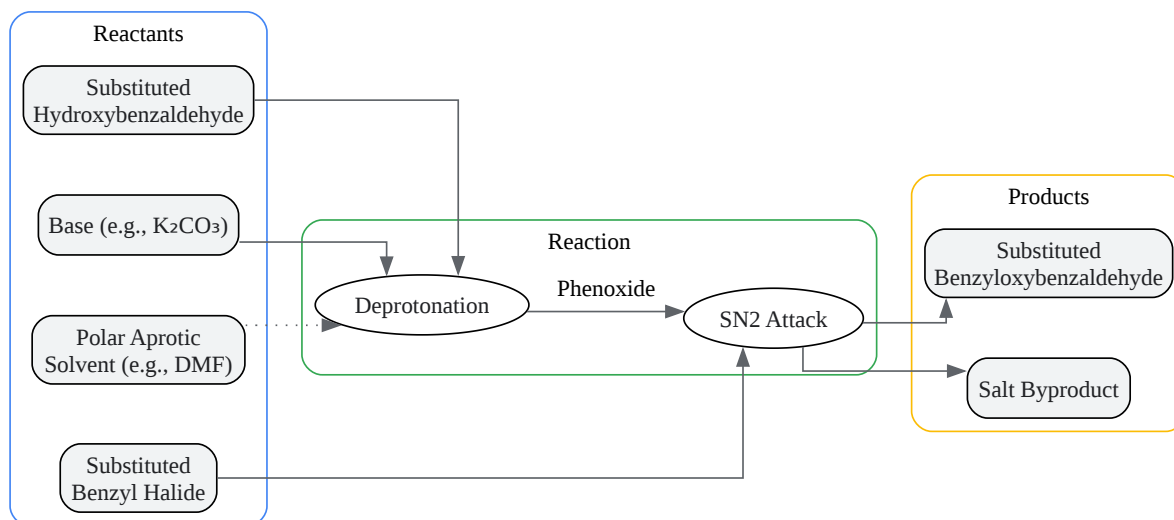 Reactants
Substituted
Hydroxybenzaldehyde
Base (e.g., K₂CO₃)
Polar Aprotic
Solvent (e.g., DMF)
Substituted
Benzyl Halide
Reaction
Deprotonation
Phenoxide
SN2 Attack
Products
Substituted
Benzyloxybenzaldehyde
Salt Byproduct